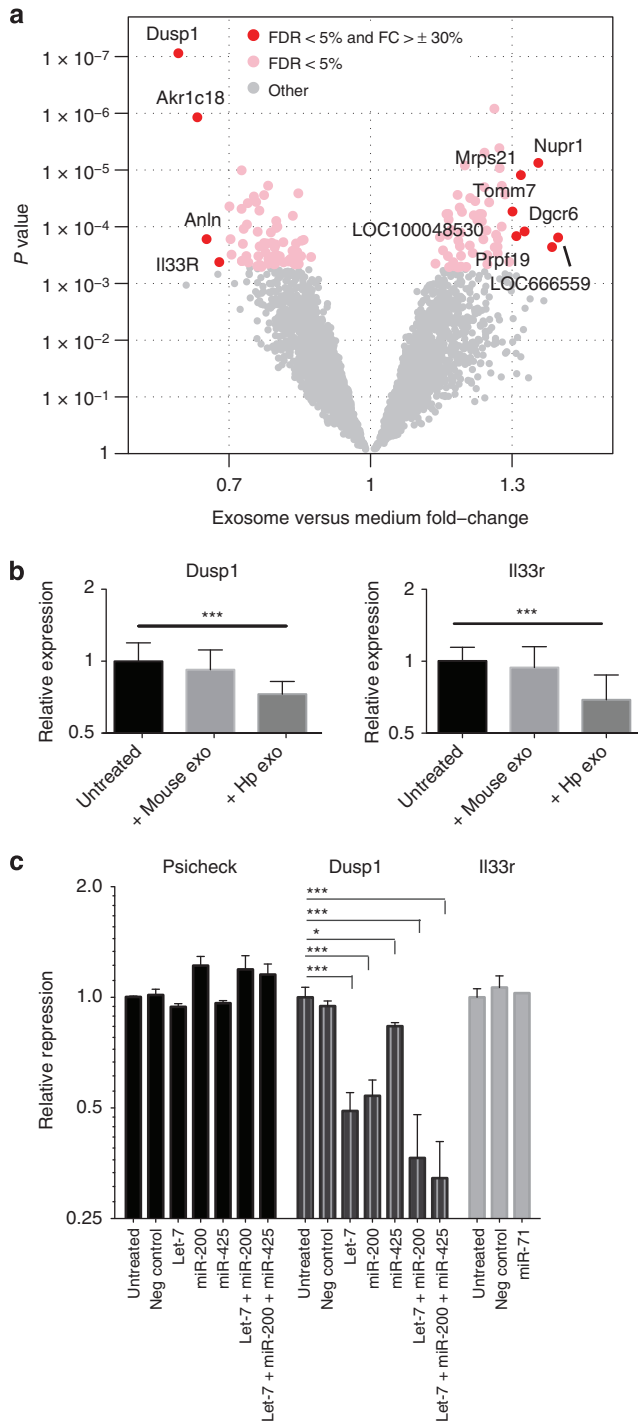 a
Dusp1
FDR < 5% and FC > ± 30%
FDR < 5%
Other
Akr1c18
Nupr1
Mrps21
Tomm7
Dgcr6
LOC100048530
Anln
Il33R
Prpf19
LOC666559
P value
1 × 10⁻⁷
1 × 10⁻⁶
1 × 10⁻⁵
1 × 10⁻⁴
1 × 10⁻³
1 × 10⁻²
1 × 10⁻¹
1
0.7
1
1.3
Exosome versus medium fold–change
b
Dusp1
Relative expression
2
1
0.5
***
Untreated
+ Mouse exo
+ Hp exo
Il33r
Relative expression
2
1
0.5
***
Untreated
+ Mouse exo
+ Hp exo
c
Psicheck
Dusp1
Il33r
Relative repression
2.0
1.0
0.5
0.25
***
***
*
***
***
Untreated
Neg control
Let-7
miR-200
miR-425
Let-7 + miR-200
Let-7 + miR-200 + miR-425
Untreated
Neg control
Let-7
miR-200
miR-425
Let-7 + miR-200
Let-7 + miR-200 + miR-425
Untreated
Neg control
miR-71